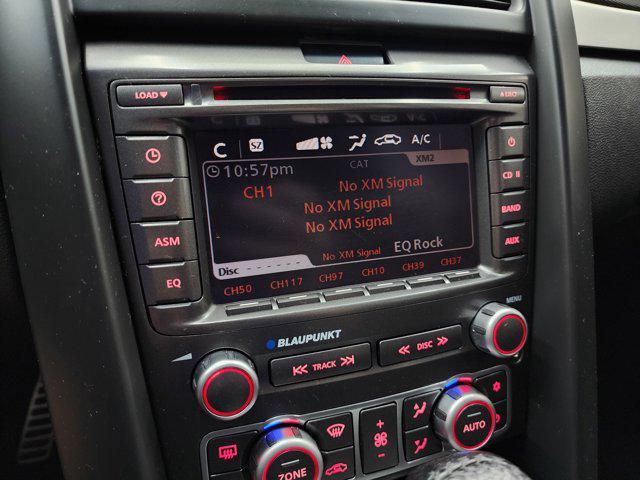 LOAD
EJECT
C SZ A/C
10:57pm CAT XM2
CH1 No XM Signal
No XM Signal
No XM Signal
No XM Signal EQ Rock
Disc ------
CH50 CH117 CH97 CH10 CH39 CH37
ASM
EQ
CD II
BAND
AUX
MENU
BLAUPUNKT
TRACK
DISC
ZONE
AUTO